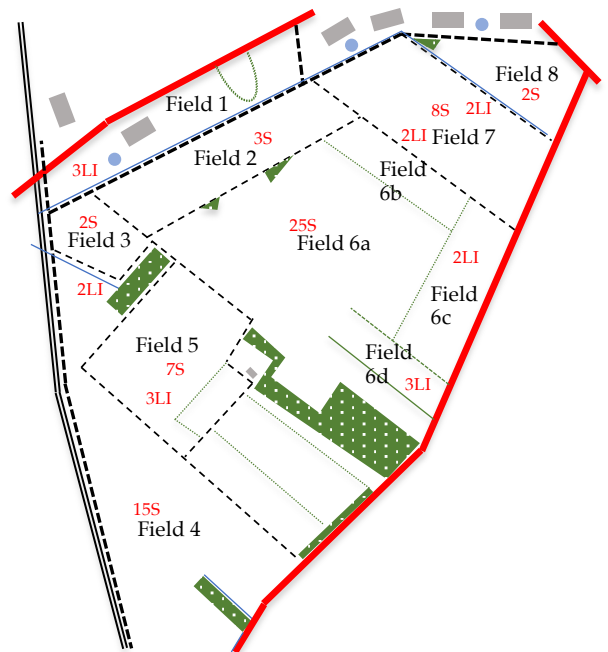 Field 8
2S
Field 1
8S
2LI
2LI
Field 7
3S
Field 2
3LI
Field
6b
2S
Field 3
25S
Field 6a
2LI
2LI
Field
6c
Field 5
7S
3LI
Field
6d
3LI
15S
Field 4